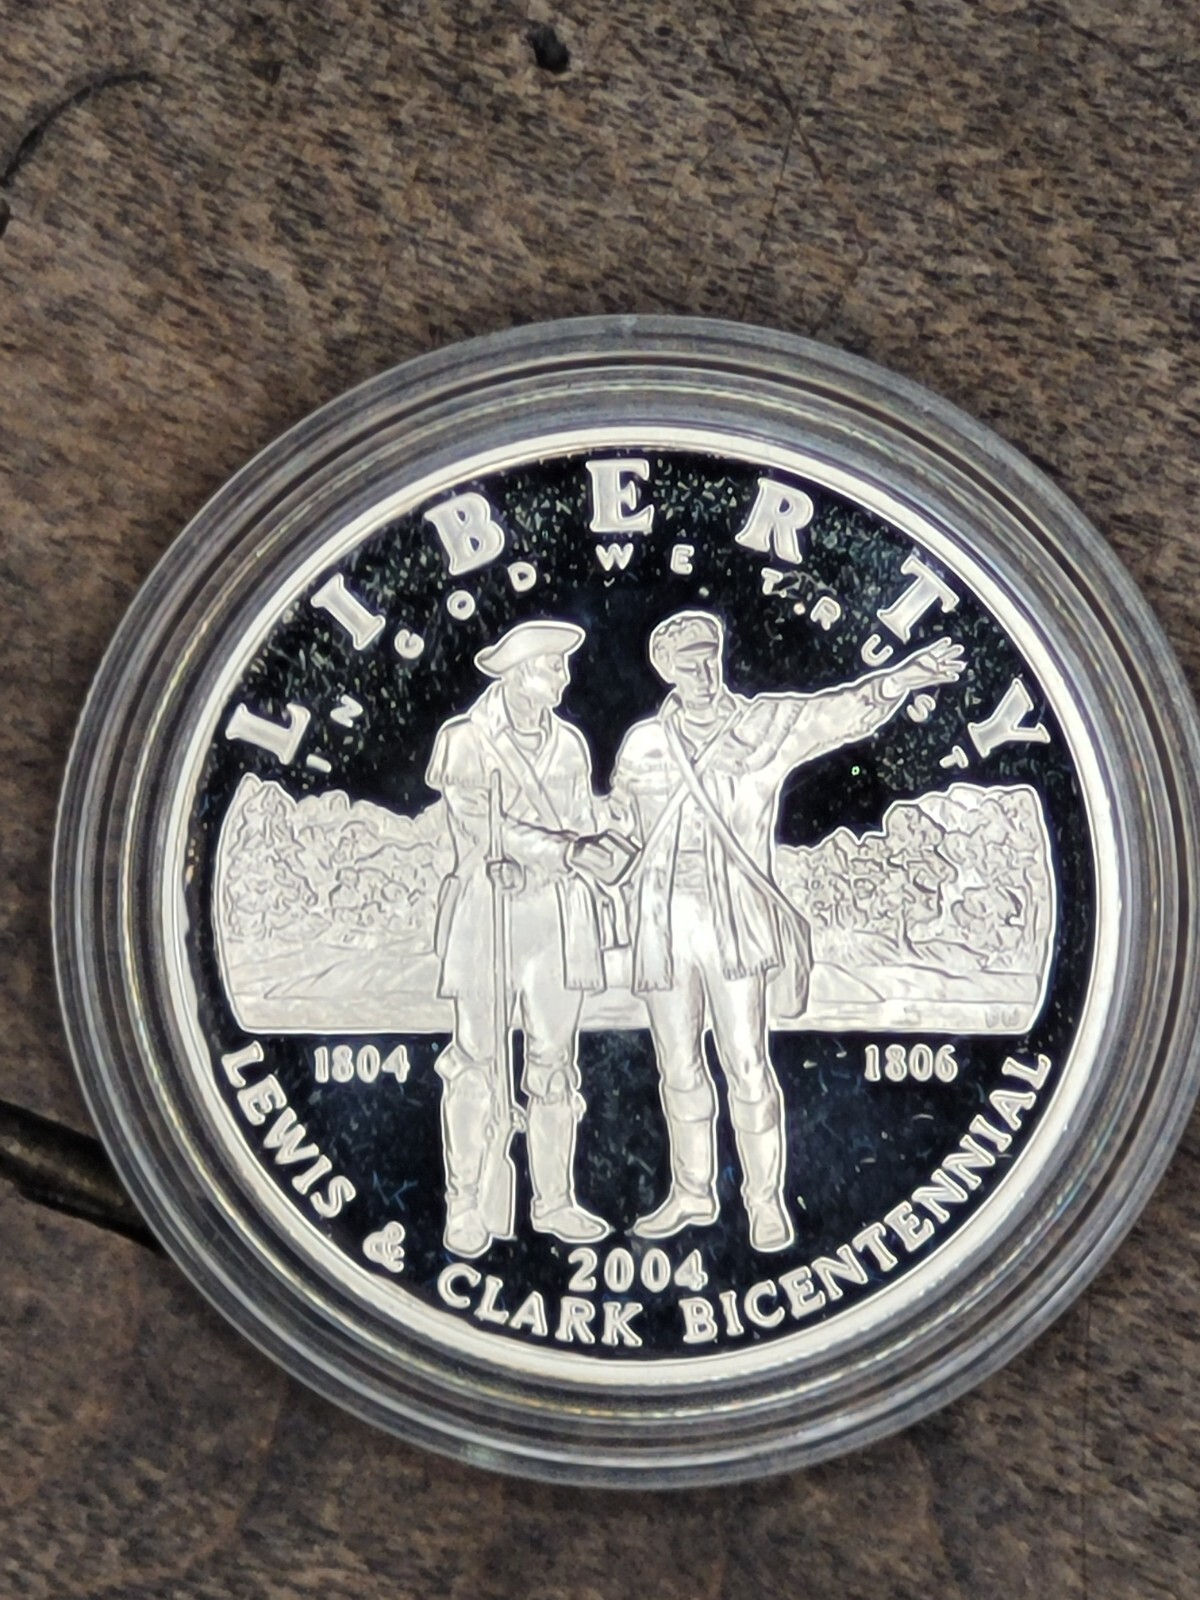 LIBERTY
IN GOD WE TRUST
1804
1806
2004
LEWIS & CLARK BICENTENNIAL